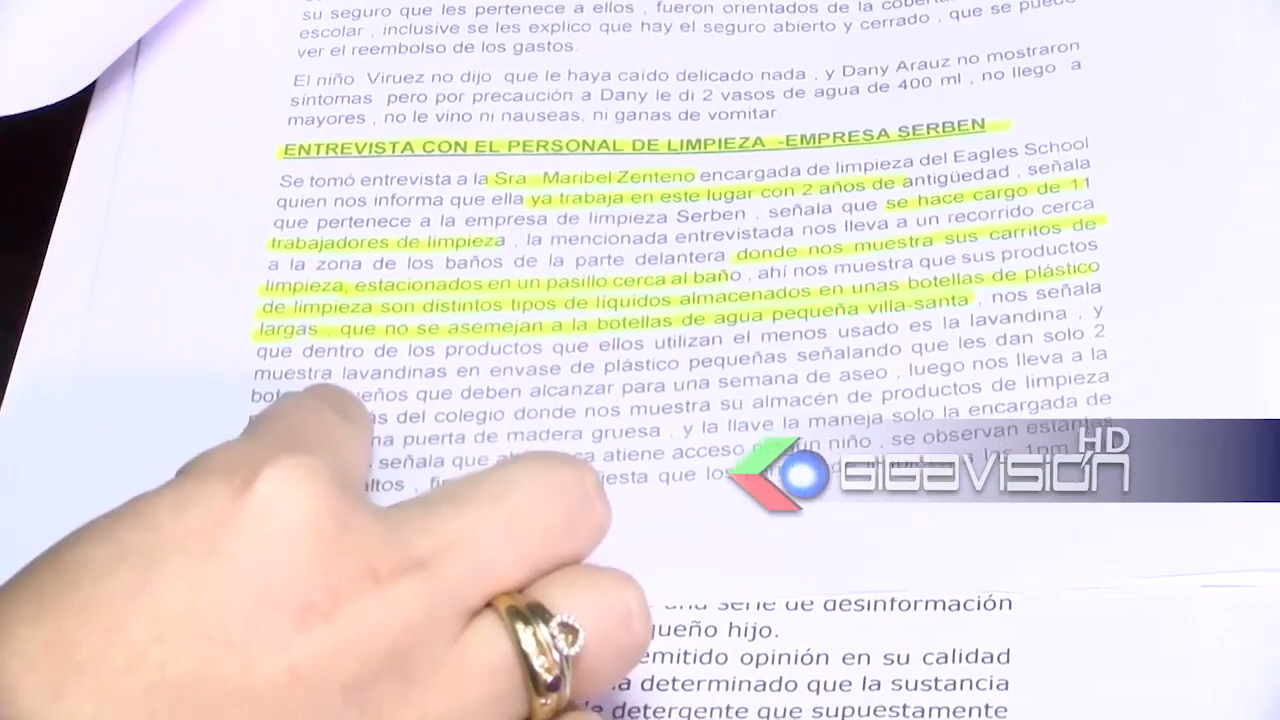 su seguro que les pertenece a ellos , fueron orientados de la
escolar , inclusive se les explico que hay el seguro abierto y cerrado , que se puede
ver el reembolso de los gastos.
El niño Viruez no dijo que le haya caido delicado nada , y Dany Arauz no mostraron
síntomas pero por precaución a Dany le di 2 vasos de agua de 400 ml , no llego a
mayores , no le vino ni nauseas, ni ganas de vomitar.
ENTREVISTA CON EL PERSONAL DE LIMPIEZA -EMPRESA SERBEN
Se tomó entrevista a la Sra Maribel Zenteno encargada de limpieza del Eagles School
quien nos informa que ella ya trabaja en este lugar con 2 años de antigüedad , señala
que pertenece a la empresa de limpieza Serben , señala que se hace cargo de 11
trabajadores de limpieza , la mencionada entrevistada nos lleva a un recorrido cerca
a la zona de los baños de la parte delantera donde nos muestra sus carritos de
limpieza, estacionados en un pasillo cerca al baño , ahí nos muestra que sus productos
de limpieza son distintos tipos de líquidos almacenados en unas botellas de plástico
largas , que no se asemejan a la botellas de agua pequeña villa-santa , nos señala
que dentro de los productos que ellos utilizan el menos usado es la lavandina , y
muestra lavandinas en envase de plástico pequeñas señalando que les dan solo 2
que deben alcanzar para una semana de aseo , luego nos lleva a la
del colegio donde nos muestra su almacén de productos de limpieza
puerta de madera gruesa , y la llave la maneja solo la encargada de
señala que atiene acceso niño , se observan
que los
HD
GIGAVISIÓN
serie de desinformación
hijo.
opinión en su calidad
determinado que la sustancia
detergente que supuestamente